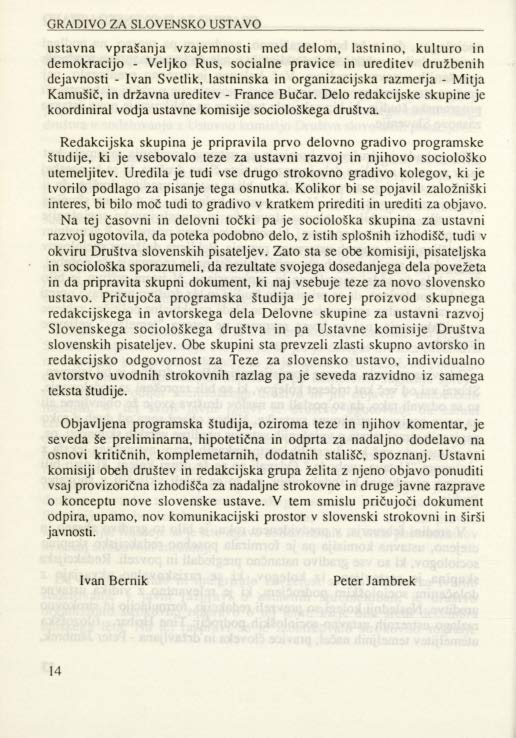 GRADIVO ZA SLOVENSKO USTAVO
ustavna vprašanja vzajemnosti med delom, lastnino, kulturo in
demokracijo - Veljko Rus, socialne pravice in ureditev družbenih
dejavnosti - Ivan Svetlik, lastninska in organizacijska razmerja - Mitja
Kamušič, in državna ureditev - France Bučar. Delo redakcijske skupine je
koordiniral vodja ustavne komisije sociološkega društva.
Redakcijska skupina je pripravila prvo delovno gradivo programske
študije, ki je vsebovalo teze za ustavni razvoj in njihovo sociološko
utemeljitev. Uredila je tudi vse drugo strokovno gradivo kolegov, ki je
tvorilo podlago za pisanje tega osnutka. Kolikor bi se pojavil založniški
interes, bi bilo moč tudi to gradivo v kratkem prirediti in urediti za objavo.
Na tej časovni in delovni točki pa je sociološka skupina za ustavni
razvoj ugotovila, da poteka podobno delo, z istih splošnih izhodišč, tudi v
okviru Društva slovenskih pisateljev. Zato sta se obe komisiji, pisateljska
in sociološka sporazumeli, da rezultate svojega dosedanjega dela povežeta
in da pripravita skupni dokument, ki naj vsebuje teze za novo slovensko
ustavo. Pričujoča programska študija je torej proizvod skupnega
redakcijskega in avtorskega dela Delovne skupine za ustavni razvoj
Slovenskega sociološkega društva in pa Ustavne komisije Društva
slovenskih pisateljev. Obe skupini sta prevzeli zlasti skupno avtorsko in
redakcijsko odgovornost za Teze za slovensko ustavo, individualno
avtorstvo uvodnih strokovnih razlag pa je seveda razvidno iz samega
teksta študije.
Objavljena programska študija, oziroma teze in njihov komentar, je
seveda še preliminarna, hipotetična in odprta za nadaljno dodelavo na
osnovi kritičnih, komplemetarnih, dodatnih stališč, spoznanj. Ustavni
komisiji obeh društev in redakcijska grupa želita z njeno objavo ponuditi
vsaj provizorična izhodišča za nadaljne strokovne in druge javne razprave
o konceptu nove slovenske ustave. V tem smislu pričujoči dokument
odpira, upamo, nov komunikacijski prostor v slovenski strokovni in širši
javnosti.
Ivan Bernik Peter Jambrek
14